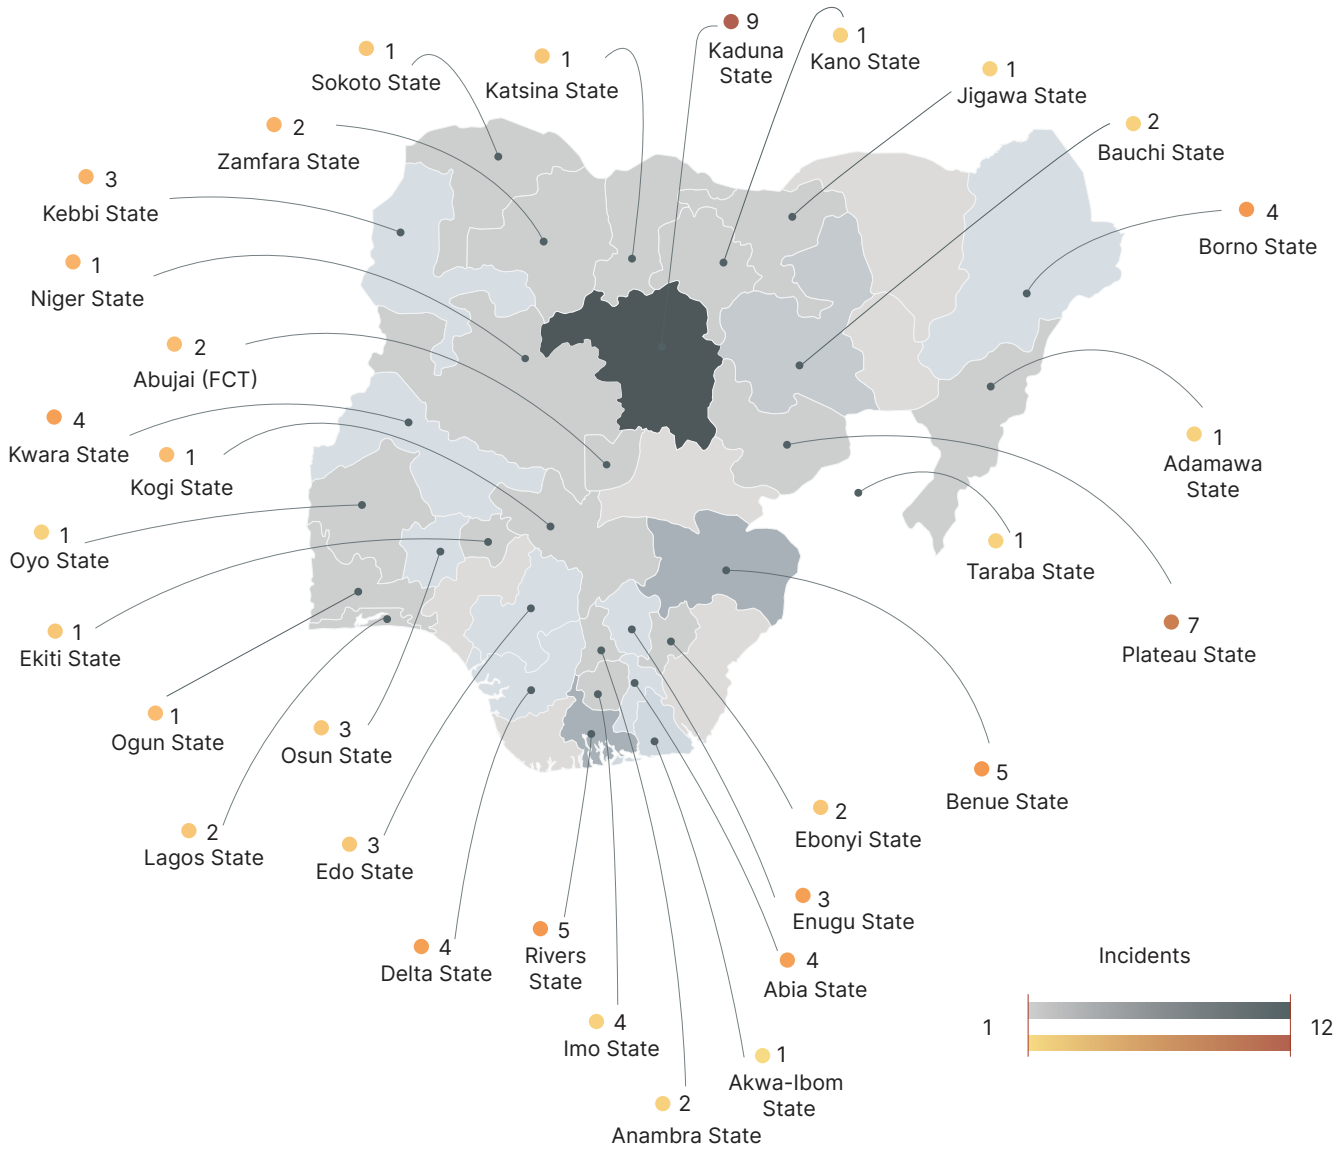 9
Kaduna
State
1
Kano State
1
Sokoto State
1
Katsina State
1
Jigawa State
2
Zamfara State
2
Bauchi State
3
Kebbi State
4
Borno State
1
Niger State
2
Abujai (FCT)
4
Kwara State
1
Kogi State
1
Adamawa
State
1
Oyo State
1
Taraba State
1
Ekiti State
7
Plateau State
1
Ogun State
3
Osun State
5
Benue State
2
Lagos State
3
Edo State
2
Ebonyi State
3
Enugu State
4
Delta State
5
Rivers
State
4
Abia State
Incidents
1
12
4
Imo State
1
Akwa-Ibom
State
2
Anambra State